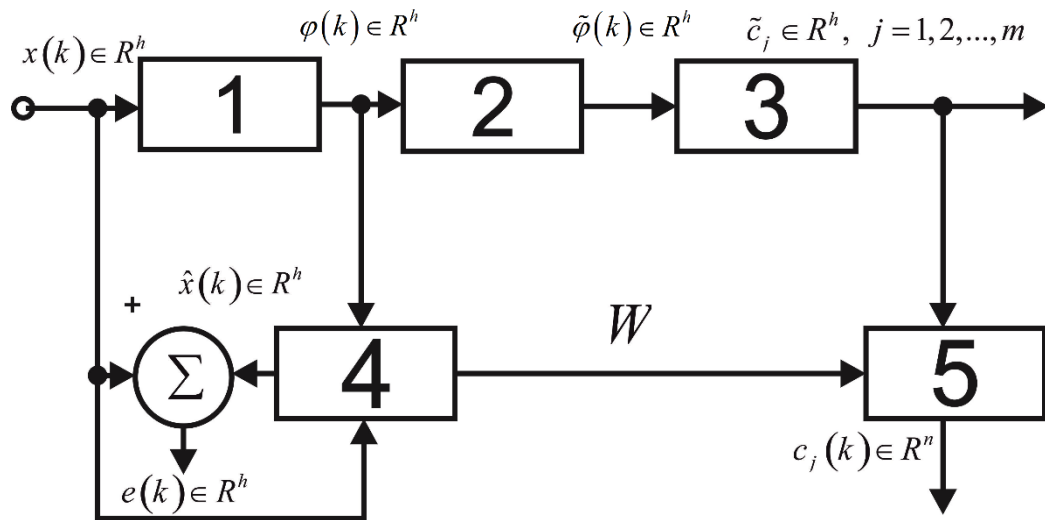 x(k)∈R^h
φ(k)∈R^h
φ̃(k)∈R^h
c̃_j∈R^h, j=1,2,...,m
1
2
3
+
x̂(k)∈R^h
W
Σ
4
5
e(k)∈R^h
c_j(k)∈R^n